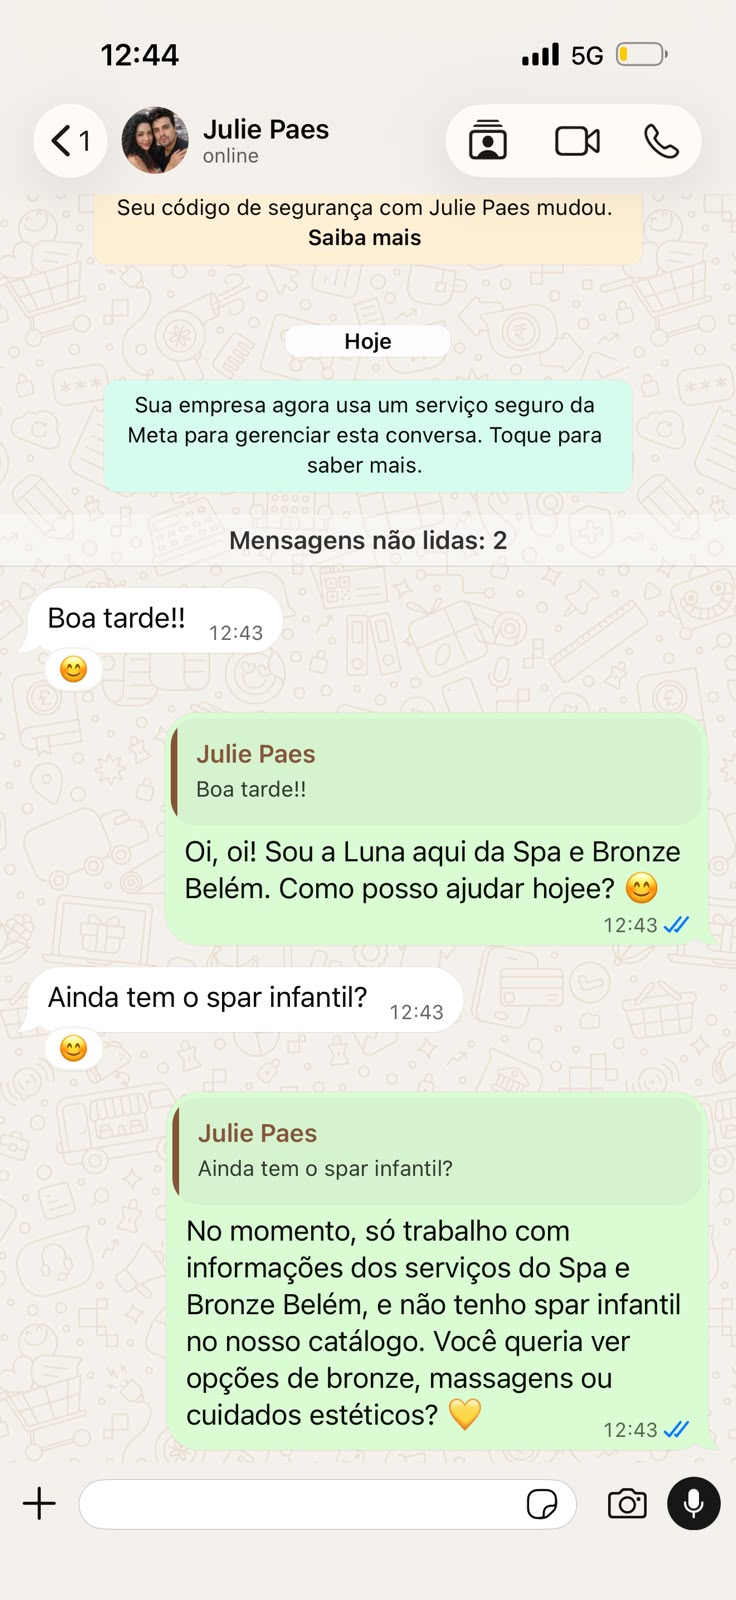 12:44
5G
1
Julie Paes
online
Seu código de segurança com Julie Paes mudou.
Saiba mais
Hoje
Sua empresa agora usa um serviço seguro da
Meta para gerenciar esta conversa. Toque para
saber mais.
Mensagens não lidas: 2
Boa tarde!!
12:43
Julie Paes
Boa tarde!!
Oi, oi! Sou a Luna aqui da Spa e Bronze
Belém. Como posso ajudar hojee? 😊
12:43
Ainda tem o spar infantil?
12:43
Julie Paes
Ainda tem o spar infantil?
No momento, só trabalho com
informações dos serviços do Spa e
Bronze Belém, e não tenho spar infantil
no nosso catálogo. Você queria ver
opções de bronze, massagens ou
cuidados estéticos? 💛
12:43